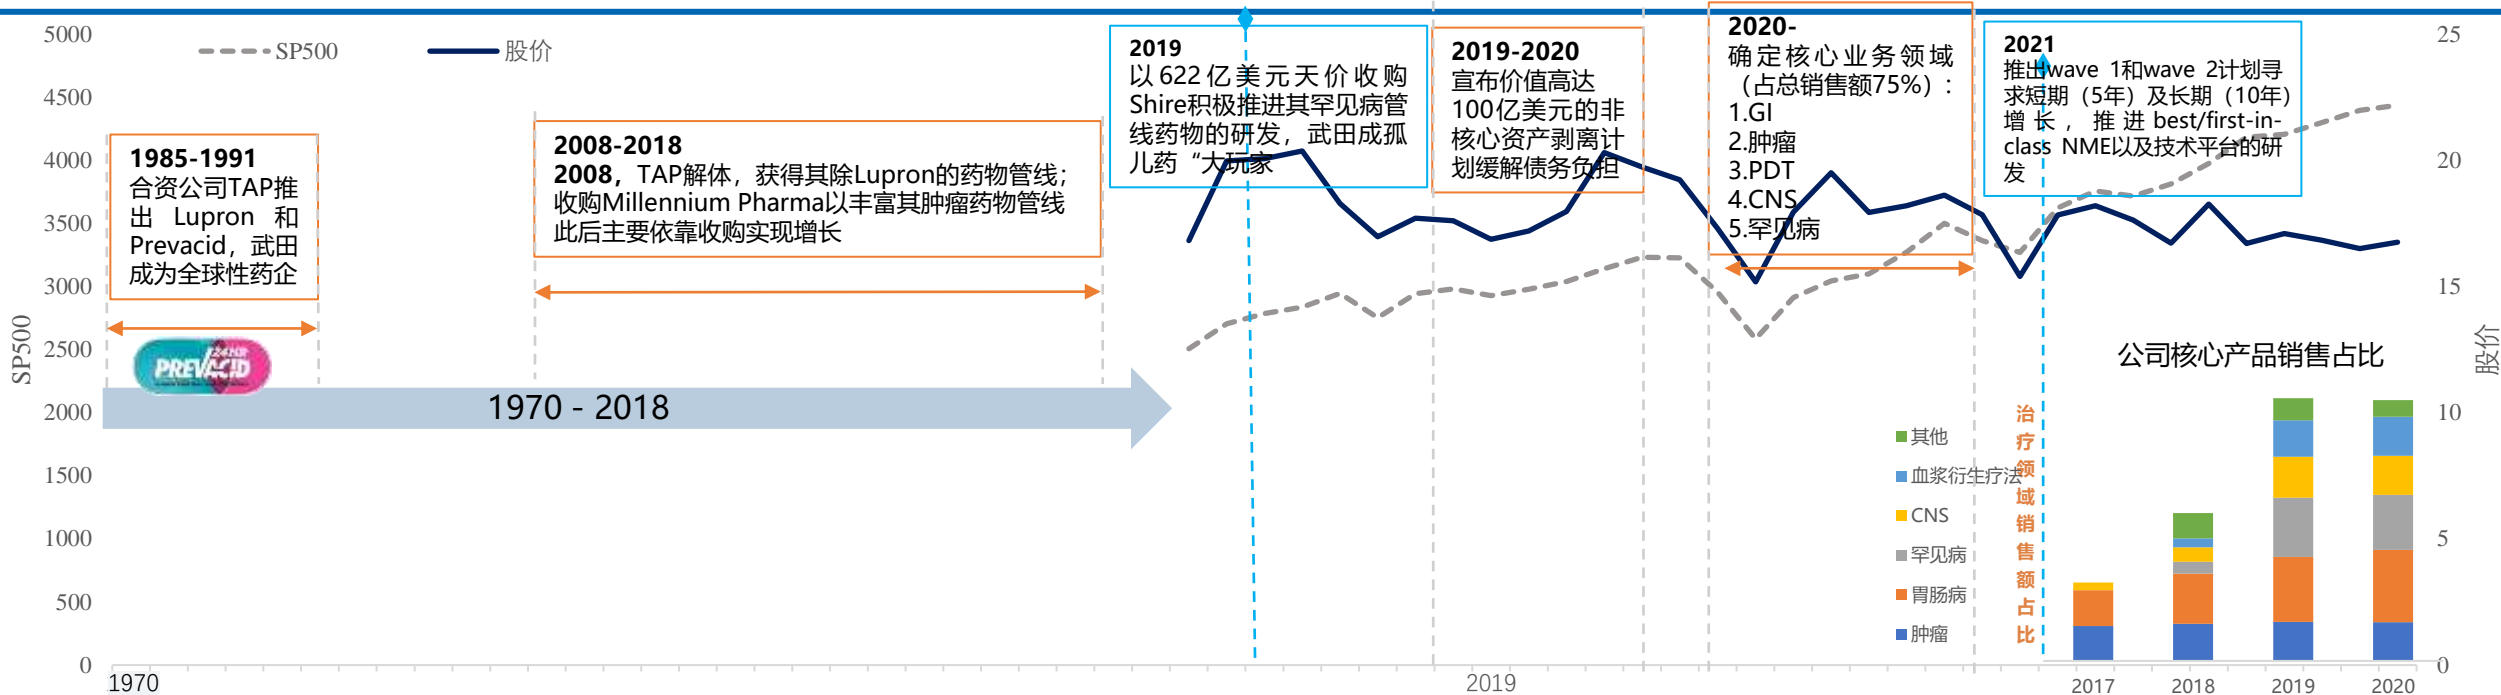 5000
4500
4000
3500
3000
2500
2000
1500
1000
500
0
SP500
SP500
股价
1985-1991
合资公司TAP推
出 Lupron 和
Prevacid，武田
成为全球性药企
24HR
PREVACID
2008-2018
2008，TAP解体，获得其除Lupron的药物管线；
收购Millennium Pharma以丰富其肿瘤药物管线
此后主要依靠收购实现增长
1970 - 2018
2019
以622亿美元天价收购
Shire积极推进其罕见病管
线药物的研发，武田成孤
儿药“大玩家
2019-2020
宣布价值高达
100亿美元的非
核心资产剥离计
划缓解债务负担
2020-
确定核心业务领域
（占总销售额75%）：
1.GI
2.肿瘤
3.PDT
4.CNS
5.罕见病
2021
推出wave 1和wave 2计划寻
求短期（5年）及长期（10年）
增长，推进best/first-in-
class NME以及技术平台的研
发
25
20
15
10
5
0
股价
公司核心产品销售占比
治疗领域销售额占比
其他
血浆衍生疗法
CNS
罕见病
胃肠病
肿瘤
2017
2018
2019
2020
1970
2019